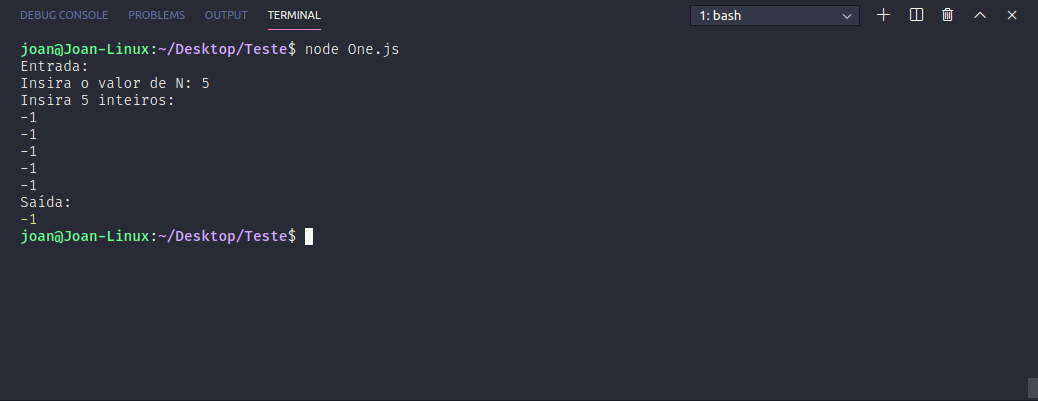 DEBUG CONSOLE PROBLEMS OUTPUT TERMINAL 1: bash
joan@Joan-Linux:~/Desktop/Teste$ node One.js
Entrada:
Insira o valor de N: 5
Insira 5 inteiros:
-1
-1
-1
-1
-1
Saída:
-1
joan@Joan-Linux:~/Desktop/Teste$